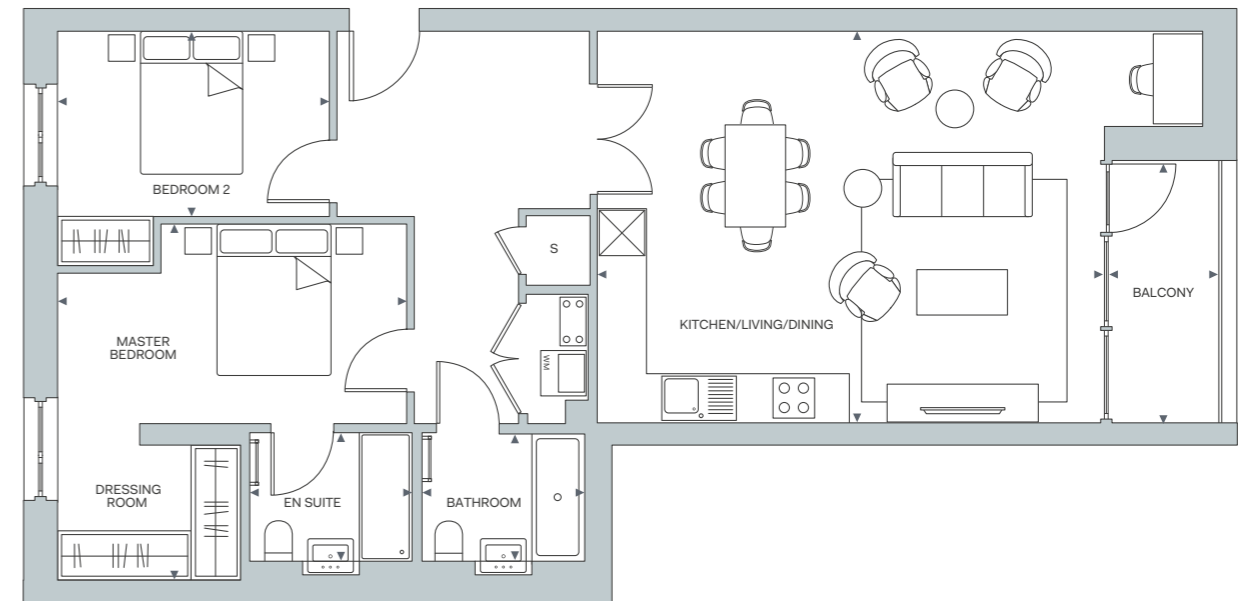 BEDROOM 2
S
BALCONY
KITCHEN/LIVING/DINING
MASTER
BEDROOM
WM
DRESSING
ROOM
EN SUITE
BATHROOM